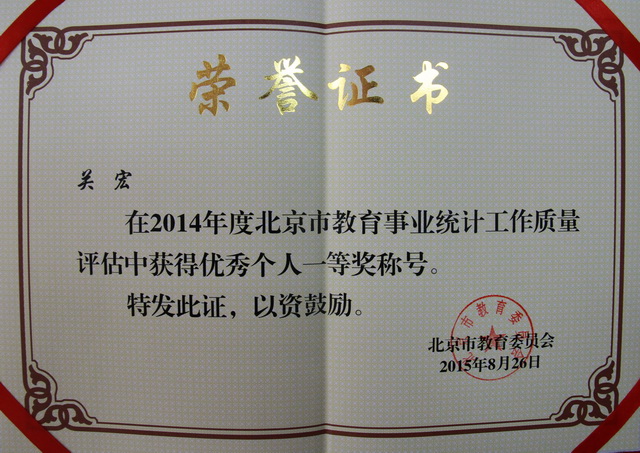 荣誉证书
关宏
在2014年度北京市教育事业统计工作质量
评估中获得优秀个人一等奖称号。
特发此证，以资鼓励。
北京市教育委员会
2015年8月26日